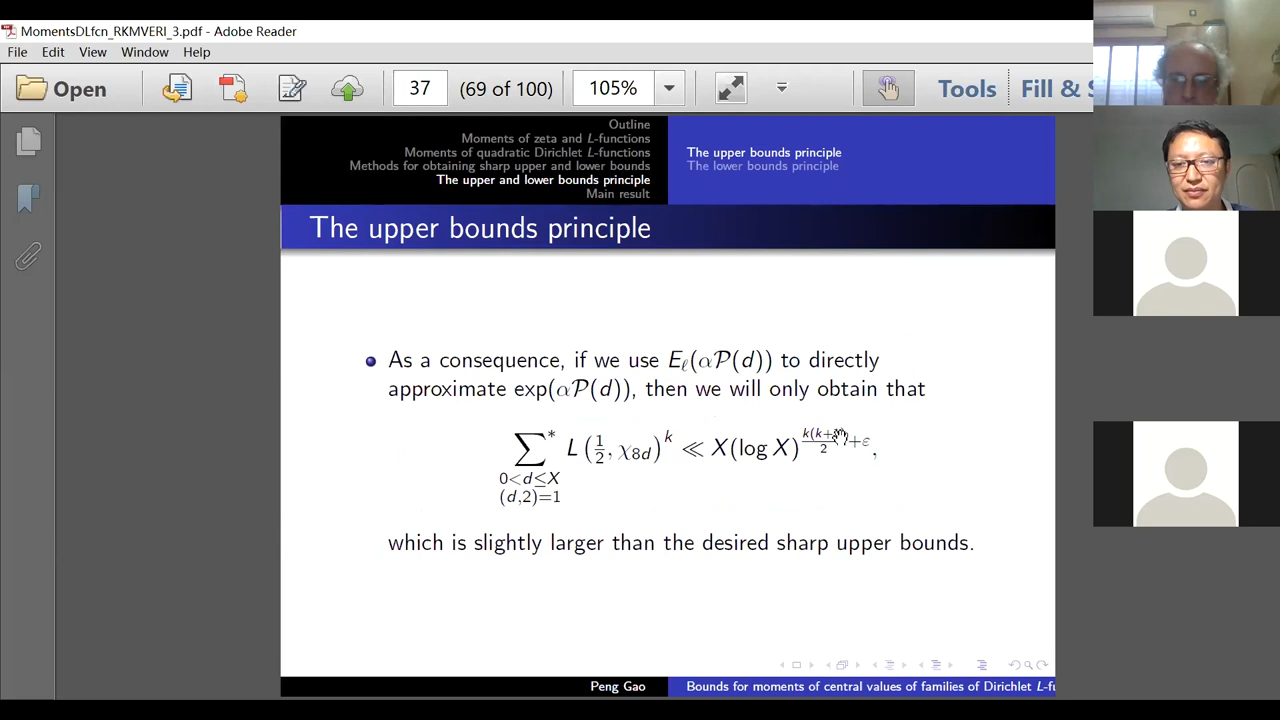 MomentsDLfcn_RKMVERI_3.pdf - Adobe Reader
File Edit View Window Help
Open 37 (69 of 100) 105% Tools Fill &
Outline
Moments of zeta and L-functions
Moments of quadratic Dirichlet L-functions
Methods for obtaining sharp upper and lower bounds
The upper and lower bounds principle
Main result
The upper bounds principle
The lower bounds principle
The upper bounds principle
As a consequence, if we use E_ℓ(αP(d)) to directly
approximate exp(αP(d)), then we will only obtain that
∑* L(1/2, χ_{8d})^k ≪ X(log X)^{k(k+ )/2 + ε},
0<d≤X
(d,2)=1
which is slightly larger than the desired sharp upper bounds.
Peng Gao Bounds for moments of central values of families of Dirichlet L-fu